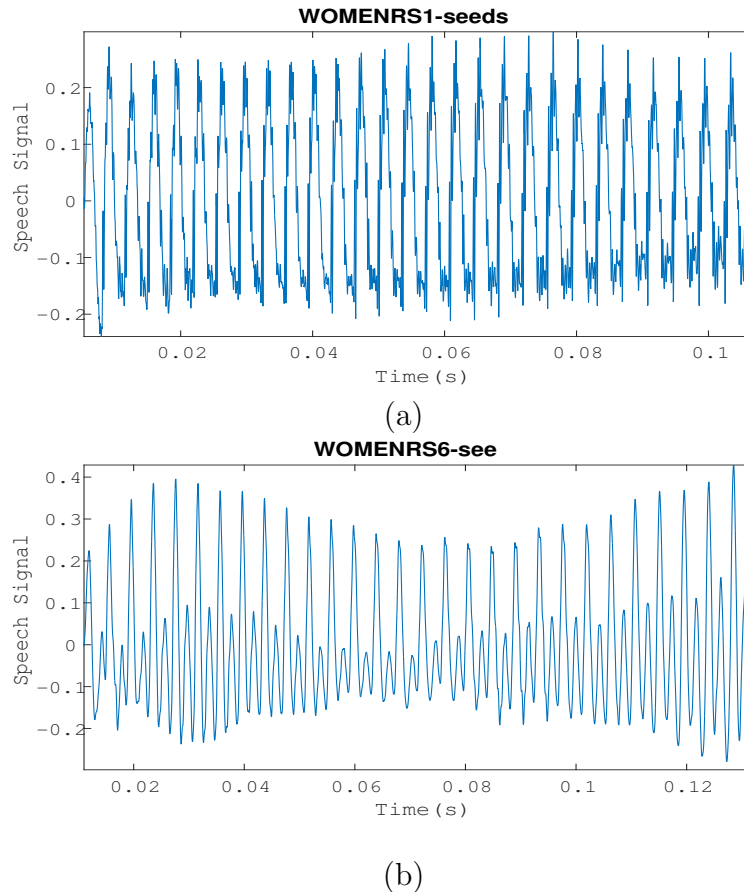 WOMENRS1-seeds
Speech Signal
0.2
0.1
0
−0.1
−0.2
0.02 0.04 0.06 0.08 0.1
Time(s)
(a)
WOMENRS6-see
Speech Signal
0.4
0.3
0.2
0.1
0
−0.1
−0.2
0.02 0.04 0.06 0.08 0.1 0.12
Time(s)
(b)